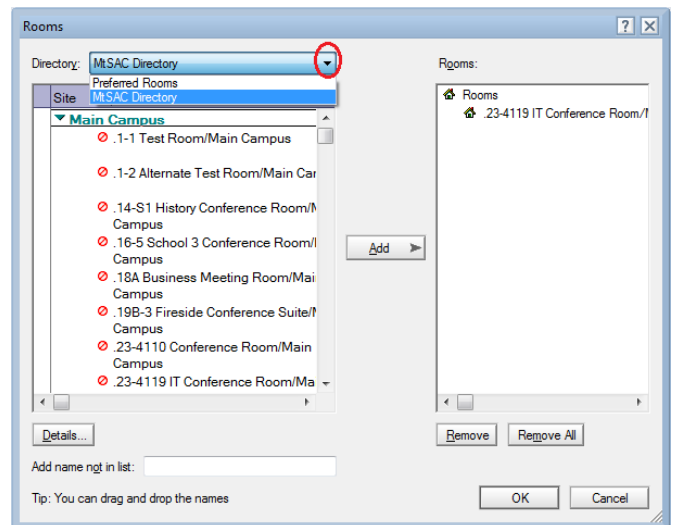 Rooms
Directory: MtSAC Directory
Preferred Rooms
MtSAC Directory
Site
Main Campus
.1-1 Test Room/Main Campus
.1-2 Alternate Test Room/Main Car
.14-S1 History Conference Room/M
Campus
.16-5 School 3 Conference Room/
Campus
.18A Business Meeting Room/Mai
Campus
.19B-3 Fireside Conference Suite/M
Campus
.23-4110 Conference Room/Main
Campus
.23-4119 IT Conference Room/Ma
Details...
Add name not in list:
Tip: You can drag and drop the names
Add
Rooms:
Rooms
.23-4119 IT Conference Room/M
Remove
Remove All
OK
Cancel